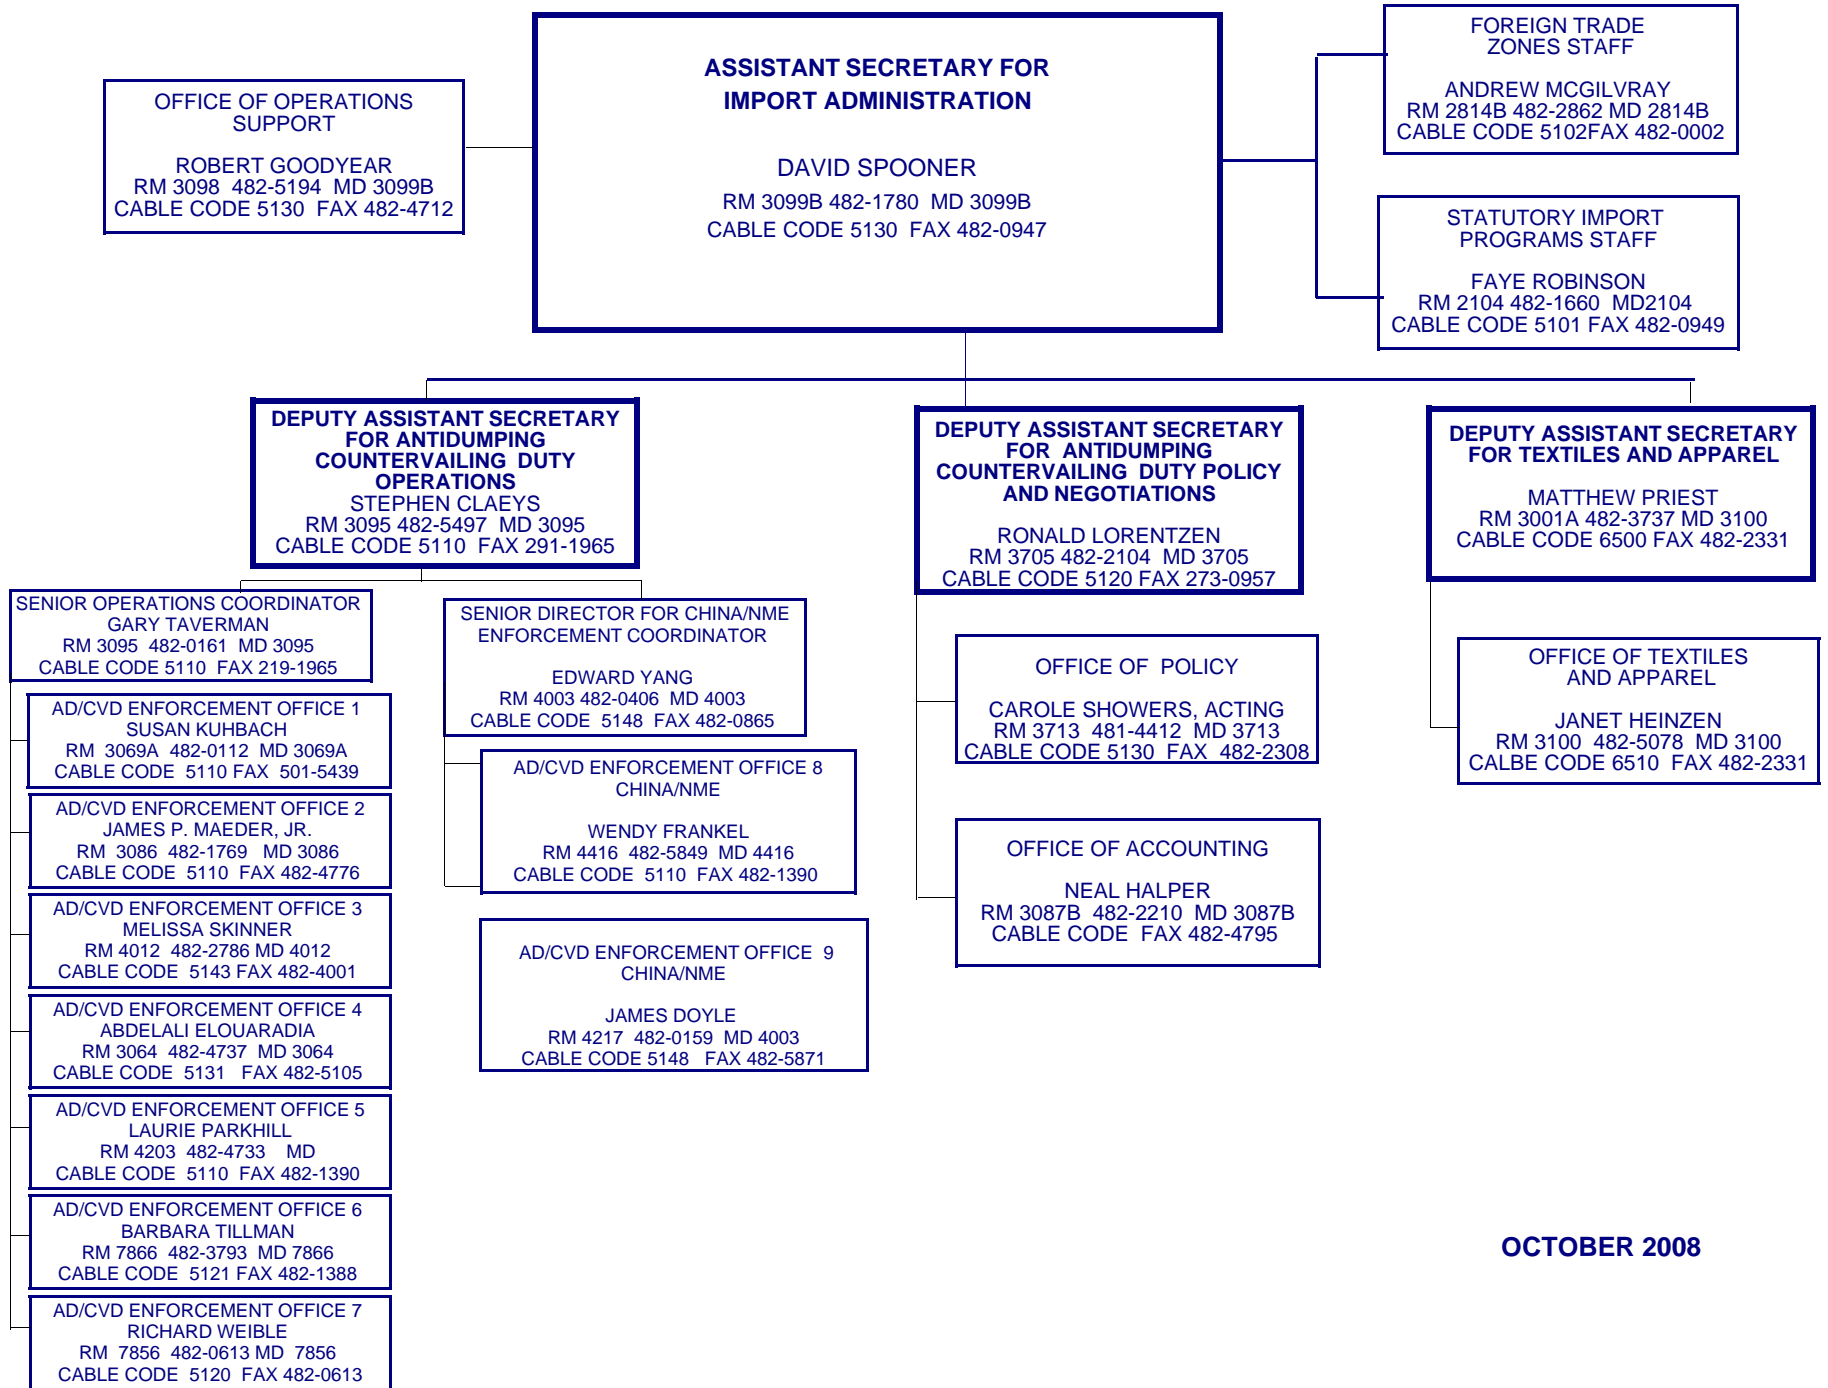 OFFICE OF OPERATIONS
SUPPORT
ROBERT GOODYEAR
RM 3098 482-5194 MD 3099B
CABLE CODE 5130 FAX 482-4712
ASSISTANT SECRETARY FOR
IMPORT ADMINISTRATION
DAVID SPOONER
RM 3099B 482-1780 MD 3099B
CABLE CODE 5130 FAX 482-0947
FOREIGN TRADE
ZONES STAFF
ANDREW MCGILVRAY
RM 2814B 482-2862 MD 2814B
CABLE CODE 5102FAX 482-0002
STATUTORY IMPORT
PROGRAMS STAFF
FAYE ROBINSON
RM 2104 482-1660 MD2104
CABLE CODE 5101 FAX 482-0949
DEPUTY ASSISTANT SECRETARY
FOR ANTIDUMPING
COUNTERVAILING DUTY
OPERATIONS
STEPHEN CLAEYS
RM 3095 482-5497 MD 3095
CABLE CODE 5110 FAX 291-1965
SENIOR OPERATIONS COORDINATOR
GARY TAVERMAN
RM 3095 482-0161 MD 3095
CABLE CODE 5110 FAX 219-1965
AD/CVD ENFORCEMENT OFFICE 1
SUSAN KUHBACH
RM 3069A 482-0112 MD 3069A
CABLE CODE 5110 FAX 501-5439
AD/CVD ENFORCEMENT OFFICE 2
JAMES P. MAEDER, JR.
RM 3086 482-1769 MD 3086
CABLE CODE 5110 FAX 482-4776
AD/CVD ENFORCEMENT OFFICE 3
MELISSA SKINNER
RM 4012 482-2786 MD 4012
CABLE CODE 5143 FAX 482-4001
AD/CVD ENFORCEMENT OFFICE 4
ABDELALI ELOUARADIA
RM 3064 482-4737 MD 3064
CABLE CODE 5131 FAX 482-5105
AD/CVD ENFORCEMENT OFFICE 5
LAURIE PARKHILL
RM 4203 482-4733 MD
CABLE CODE 5110 FAX 482-1390
AD/CVD ENFORCEMENT OFFICE 6
BARBARA TILLMAN
RM 7866 482-3793 MD 7866
CABLE CODE 5121 FAX 482-1388
AD/CVD ENFORCEMENT OFFICE 7
RICHARD WEIBLE
RM 7856 482-0613 MD 7856
CABLE CODE 5120 FAX 482-0613
SENIOR DIRECTOR FOR CHINA/NME
ENFORCEMENT COORDINATOR
EDWARD YANG
RM 4003 482-0406 MD 4003
CABLE CODE 5148 FAX 482-0865
AD/CVD ENFORCEMENT OFFICE 8
CHINA/NME
WENDY FRANKEL
RM 4416 482-5849 MD 4416
CABLE CODE 5110 FAX 482-1390
AD/CVD ENFORCEMENT OFFICE 9
CHINA/NME
JAMES DOYLE
RM 4217 482-0159 MD 4003
CABLE CODE 5148 FAX 482-5871
DEPUTY ASSISTANT SECRETARY
FOR ANTIDUMPING
COUNTERVAILING DUTY POLICY
AND NEGOTIATIONS
RONALD LORENTZEN
RM 3705 482-2104 MD 3705
CABLE CODE 5120 FAX 273-0957
OFFICE OF POLICY
CAROLE SHOWERS, ACTING
RM 3713 481-4412 MD 3713
CABLE CODE 5130 FAX 482-2308
OFFICE OF ACCOUNTING
NEAL HALPER
RM 3087B 482-2210 MD 3087B
CABLE CODE FAX 482-4795
DEPUTY ASSISTANT SECRETARY
FOR TEXTILES AND APPAREL
MATTHEW PRIEST
RM 3001A 482-3737 MD 3100
CABLE CODE 6500 FAX 482-2331
OFFICE OF TEXTILES
AND APPAREL
JANET HEINZEN
RM 3100 482-5078 MD 3100
CALBE CODE 6510 FAX 482-2331
OCTOBER 2008